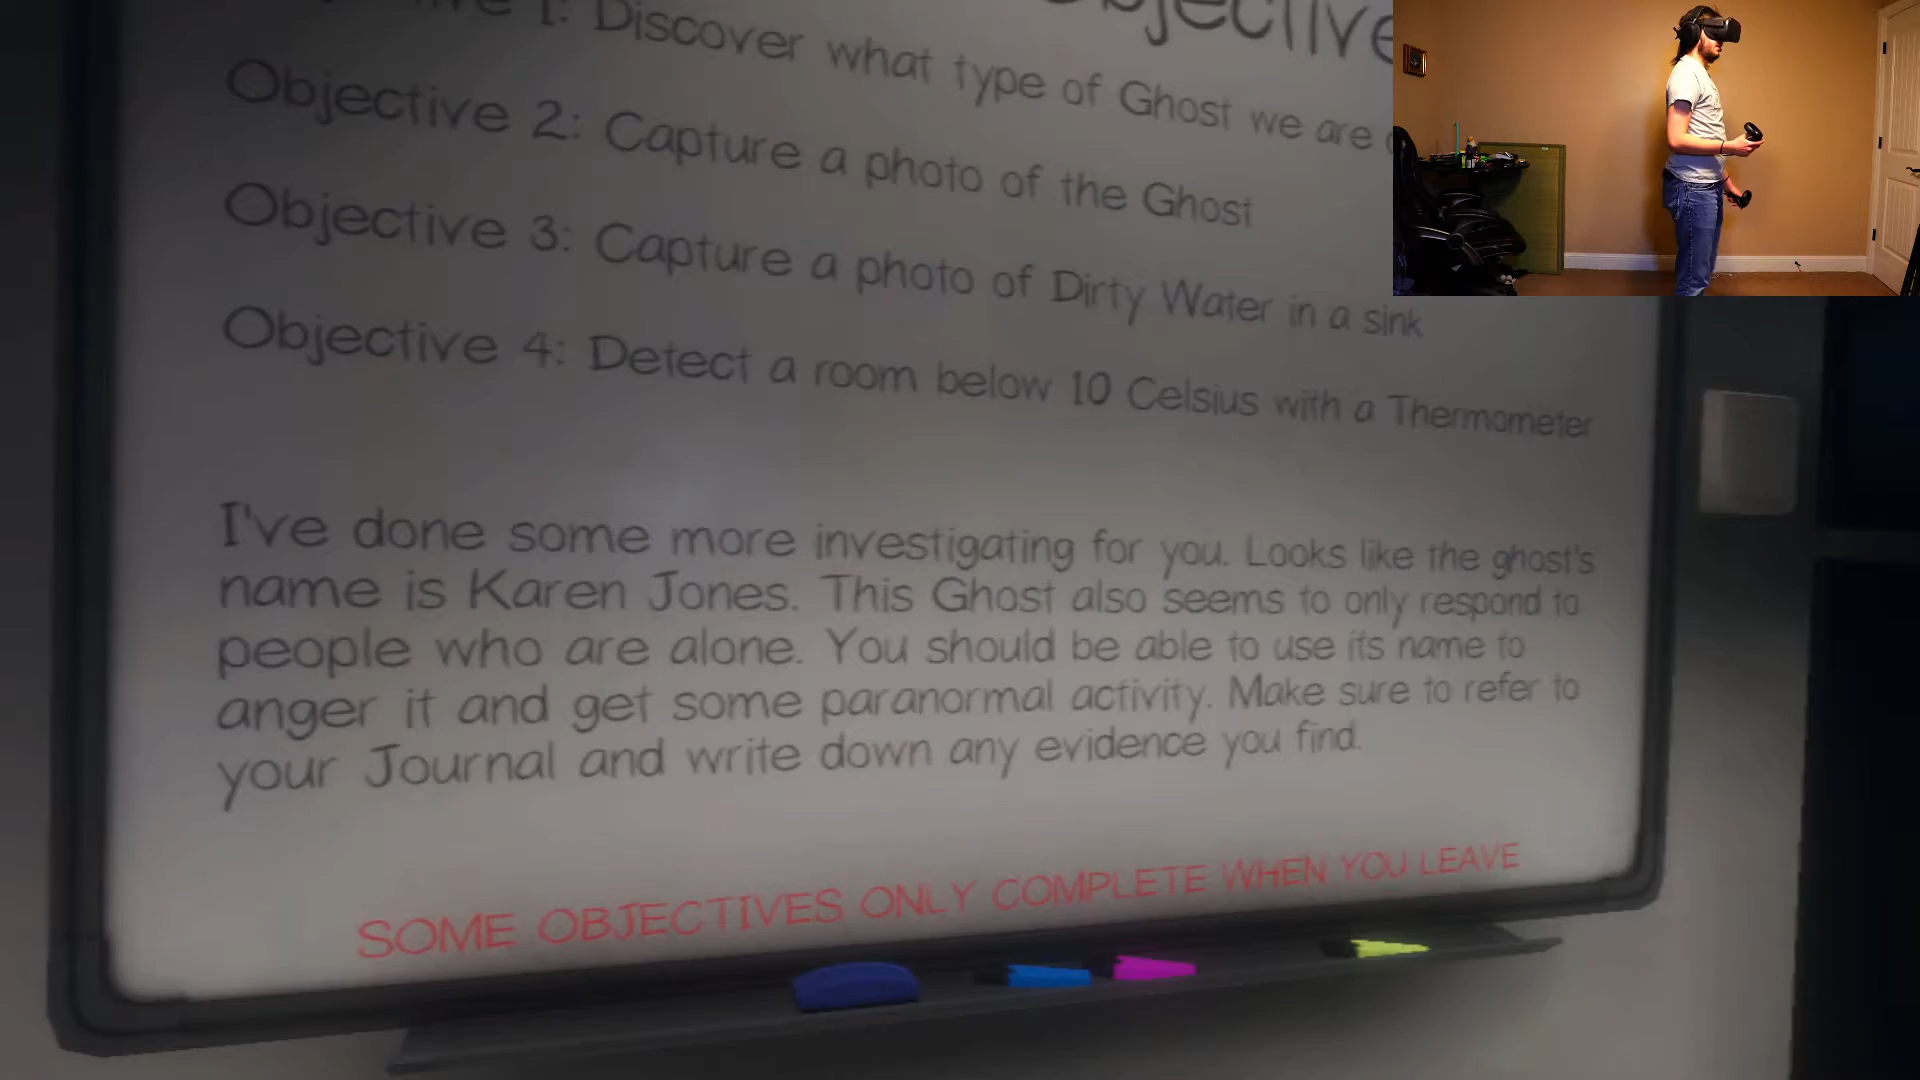 Objective
1: Discover what type of Ghost we are
Objective 2: Capture a photo of the Ghost
Objective 3: Capture a photo of Dirty Water in a sink
Objective 4: Detect a room below 10 Celsius with a Thermometer
I've done some more investigating for you. Looks like the ghost's
name is Karen Jones. This Ghost also seems to only respond to
people who are alone. You should be able to use its name to
anger it and get some paranormal activity. Make sure to refer to
your Journal and write down any evidence you find.
SOME OBJECTIVES ONLY COMPLETE WHEN YOU LEAVE